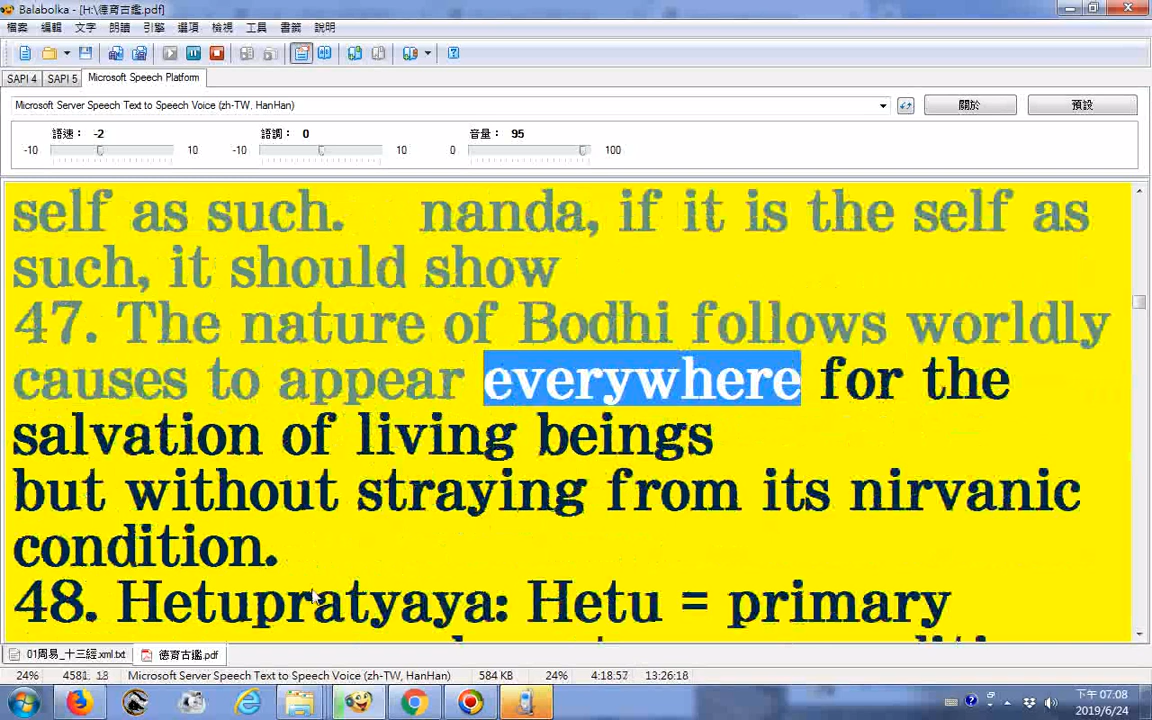 Balabolka - [H:\德育古鑑.pdf]
檔案 編輯 文字 朗讀 引擎 選項 檢視 工具 書籤 說明
SAPI 4 SAPI 5 Microsoft Speech Platform
Microsoft Server Speech Text to Speech Voice (zh-TW, HanHan) 關於 預設
語速： -2 語調： 0 音量： 95
-10 10 -10 10 0 100
self as such. nanda, if it is the self as
such, it should show
47. The nature of Bodhi follows worldly
causes to appear everywhere for the
salvation of living beings
but without straying from its nirvanic
condition.
48. Hetupratyaya: Hetu = primary
01周易_十三經.xml.txt 德育古鑑.pdf
24% 4581: 18 Microsoft Server Speech Text to Speech Voice (zh-TW, HanHan) 584 KB 24% 4:18:57 13:26:18
下午 07:08
2019/6/24